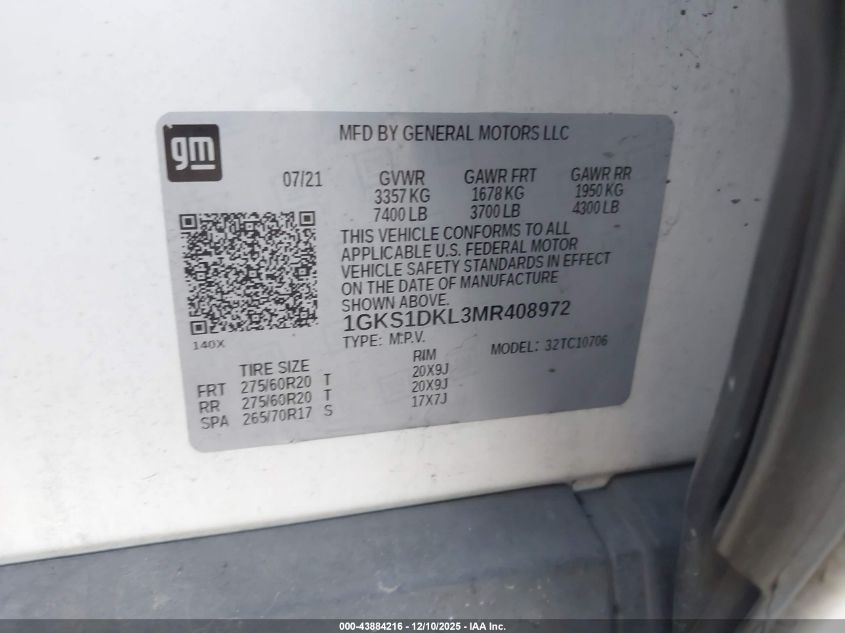 gm
MFD BY GENERAL MOTORS LLC
07/21 GVWR GAWR FRT GAWR RR
3357 KG 1678 KG 1950 KG
7400 LB 3700 LB 4300 LB
THIS VEHICLE CONFORMS TO ALL
APPLICABLE U.S. FEDERAL MOTOR
VEHICLE SAFETY STANDARDS IN EFFECT
ON THE DATE OF MANUFACTURE
SHOWN ABOVE.
1GKS1DKL3MR408972
TYPE: M.P.V. MODEL: 32TC10706
140X
TIRE SIZE RIM
FRT 275/60R20 T 20X9J
RR 275/60R20 T 20X9J
SPA 265/70R17 S 17X7J
000-43884216 - 12/10/2025 - IAA Inc.